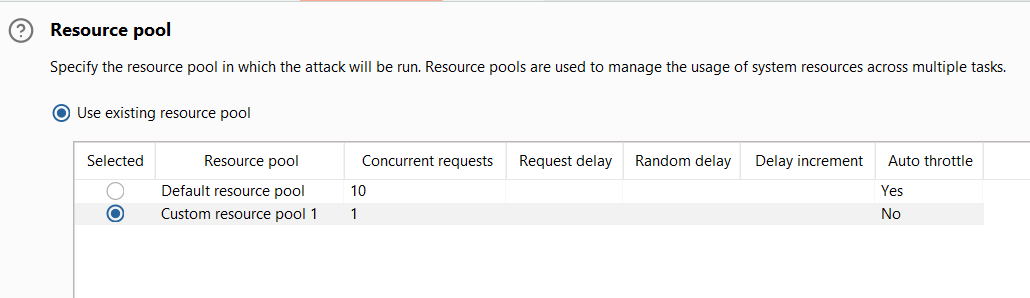 Resource pool
Specify the resource pool in which the attack will be run. Resource pools are used to manage the usage of system resources across multiple tasks.
Use existing resource pool
Selected Resource pool Concurrent requests Request delay Random delay Delay increment Auto throttle
Default resource pool 10 Yes
Custom resource pool 1 1 No